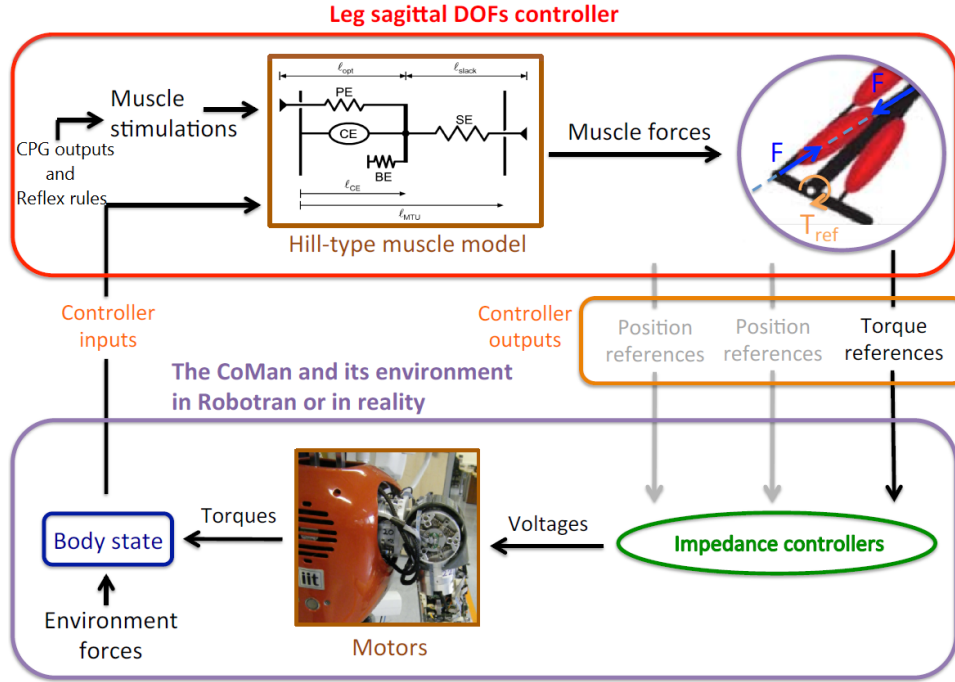 Leg sagittal DOFs controller
Muscle
stimulations
CPG outputs
and
Reflex rules
ℓopt
ℓslack
PE
CE
SE
BE
ℓCE
ℓMTU
Hill-type muscle model
Muscle forces
F
F
Tref
Controller
inputs
Controller
outputs
Position
references
Position
references
Torque
references
The CoMan and its environment
in Robotran or in reality
Body state
Torques
iit
Motors
Voltages
Impedance controllers
Environment
forces